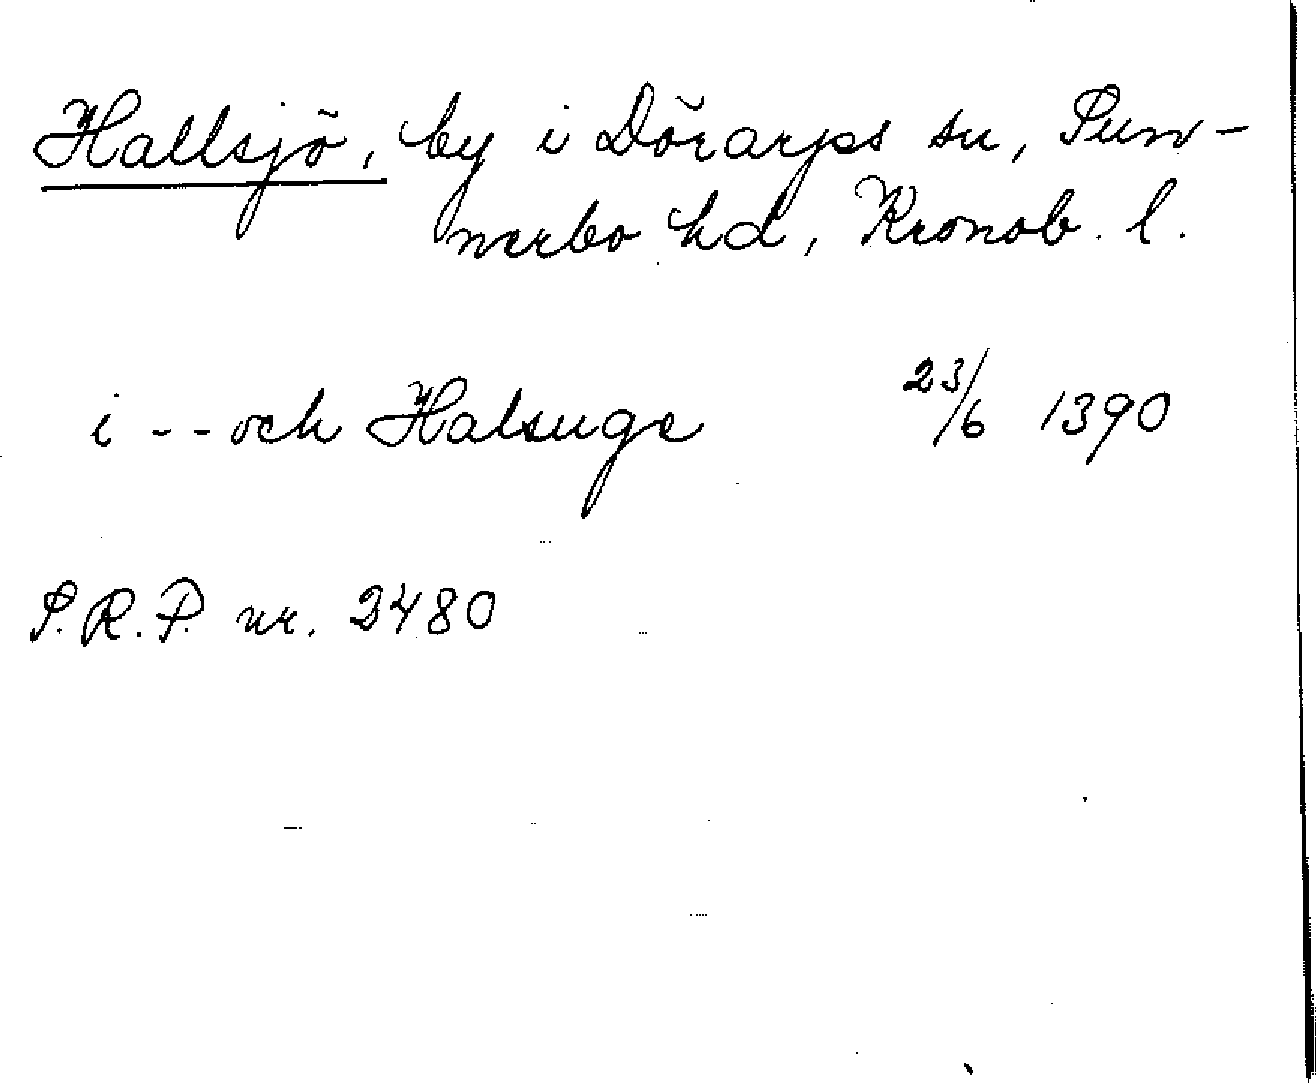 Hallsjö, by i Dörarps sn, Sun-
nerbo hd, Kronob. l.
i -- och Halsuge 23/6 1390
S.R.P. nr. 2480